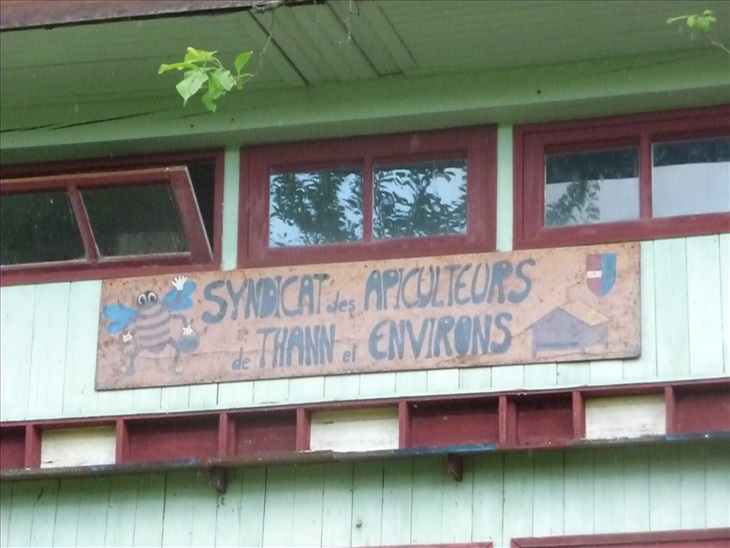 SYNDICAT des APICULTEURS
de THANN et ENVIRONS